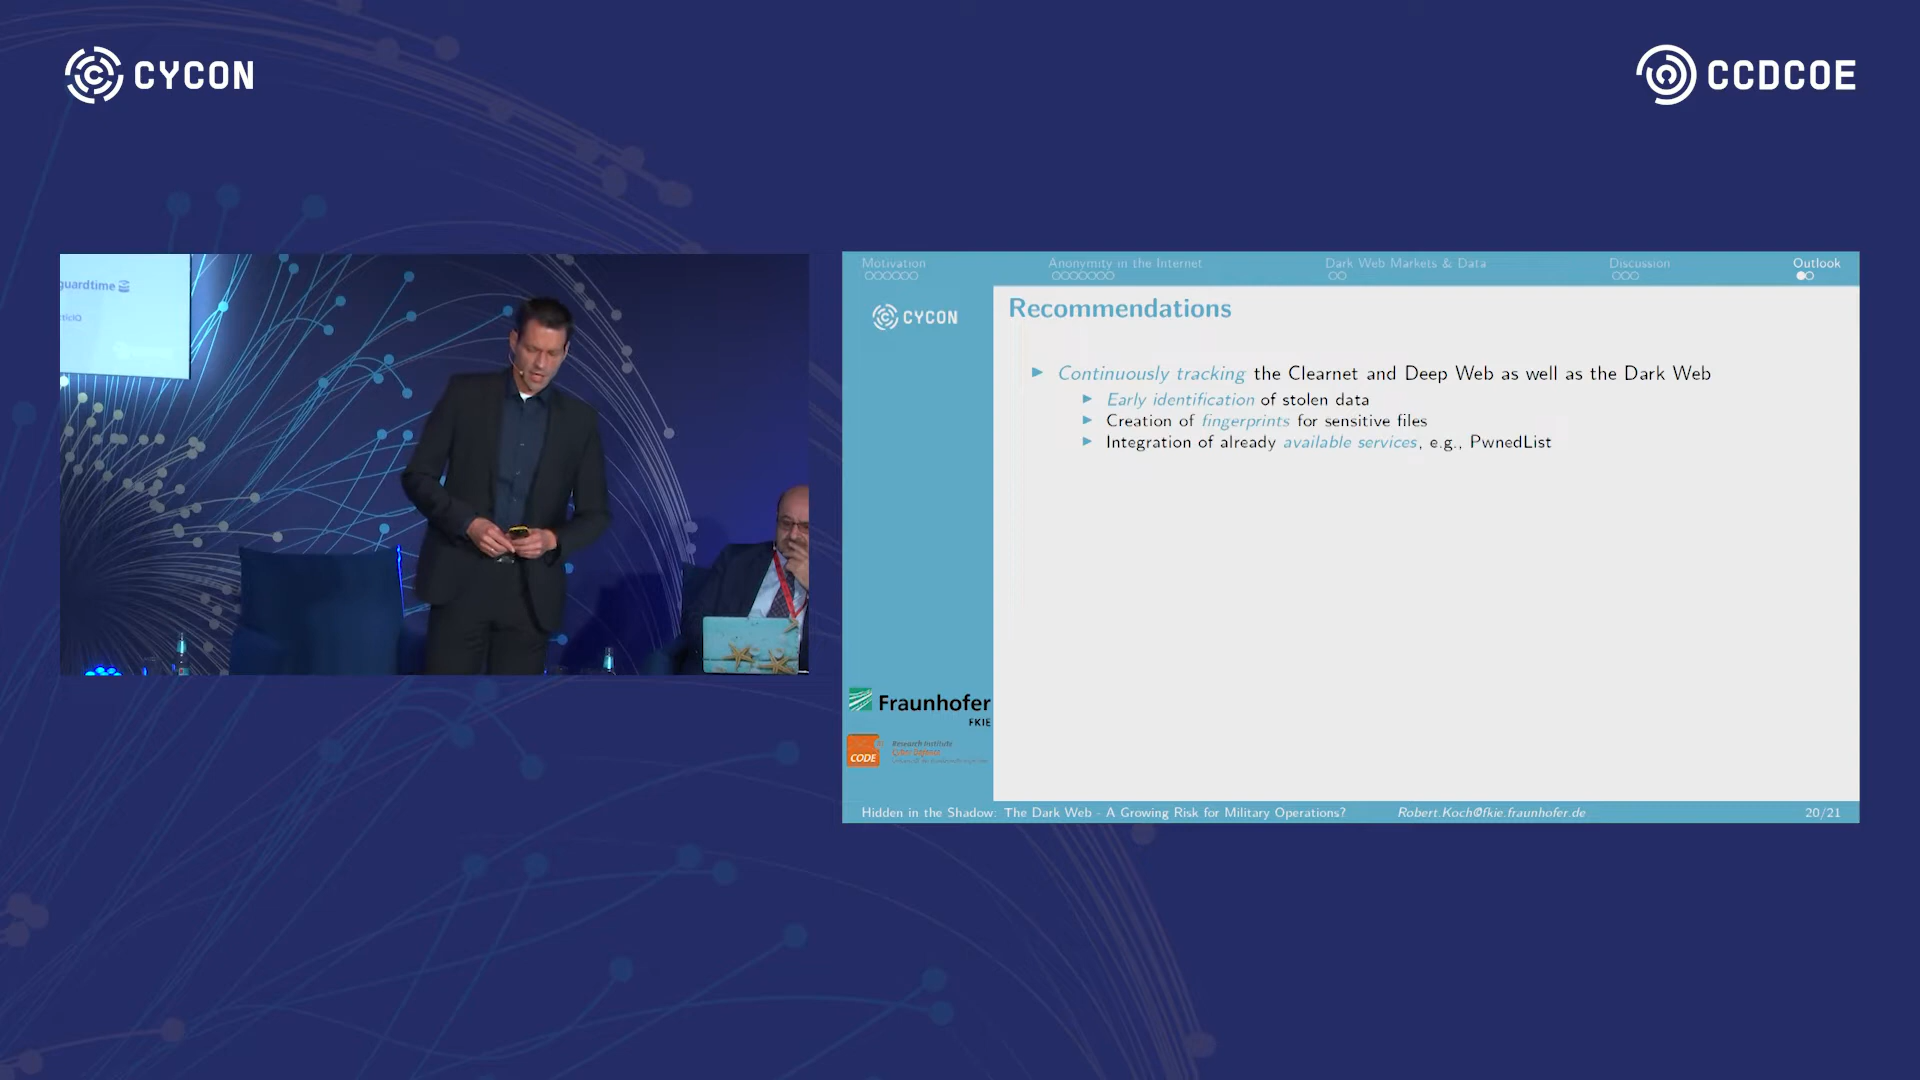 CYCON
CCDCOE
guardtime
Motivation
Anonymity in the Internet
Dark Web Markets & Data
Discussion
Outlook
CYCON
Recommendations
Continuously tracking the Clearnet and Deep Web as well as the Dark Web
Early identification of stolen data
Creation of fingerprints for sensitive files
Integration of already available services, e.g., PwnedList
Fraunhofer
FKIE
CODE
Research Institute
Hidden in the Shadow: The Dark Web - A Growing Risk for Military Operations?
Robert.Koch@fkie.fraunhofer.de
20/21